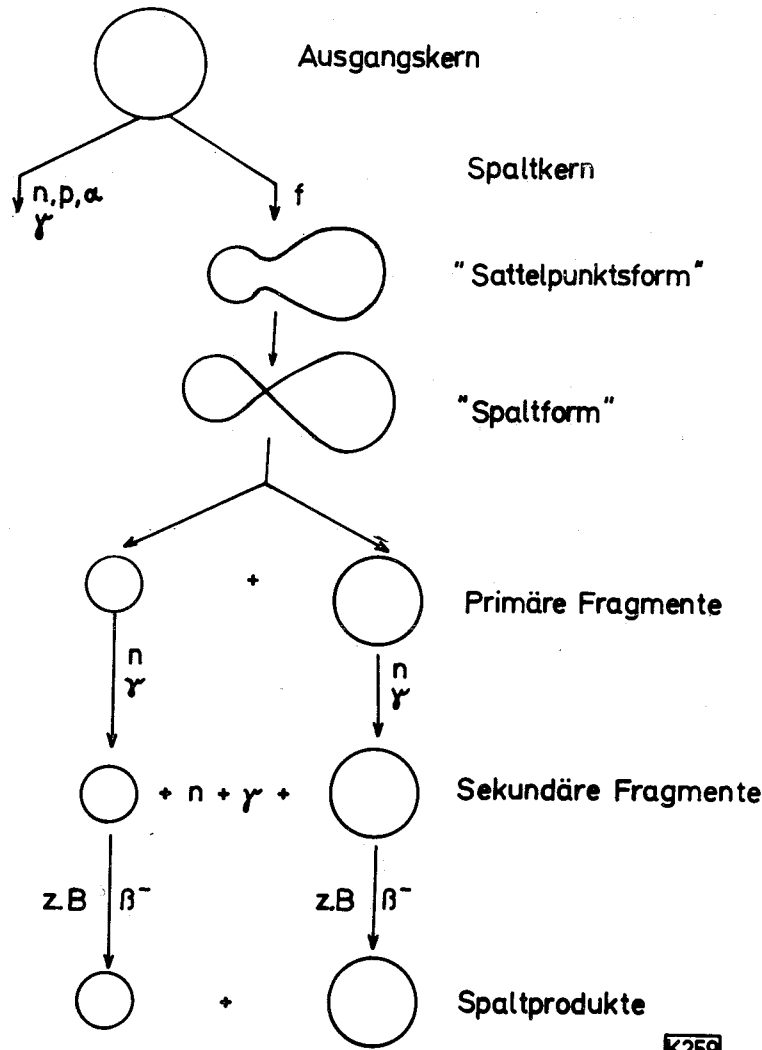 Ausgangskern
Spaltkern
n,p,α
γ
f
"Sattelpunktsform"
"Spaltform"
+
Primäre Fragmente
n
γ
n
γ
+ n + γ +
Sekundäre Fragmente
z.B β⁻
z.B β⁻
+
Spaltprodukte
K259